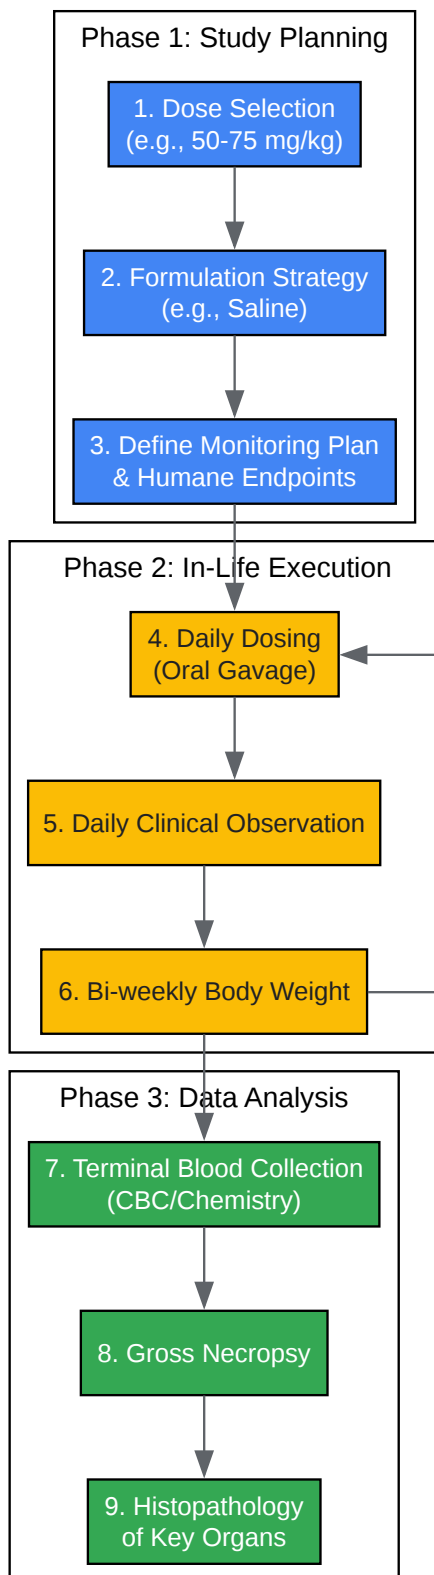 Phase 1: Study Planning
1. Dose Selection
(e.g., 50-75 mg/kg)
2. Formulation Strategy
(e.g., Saline)
3. Define Monitoring Plan
& Humane Endpoints
Phase 2: In-Life Execution
4. Daily Dosing
(Oral Gavage)
5. Daily Clinical Observation
6. Bi-weekly Body Weight
Phase 3: Data Analysis
7. Terminal Blood Collection
(CBC/Chemistry)
8. Gross Necropsy
9. Histopathology
of Key Organs